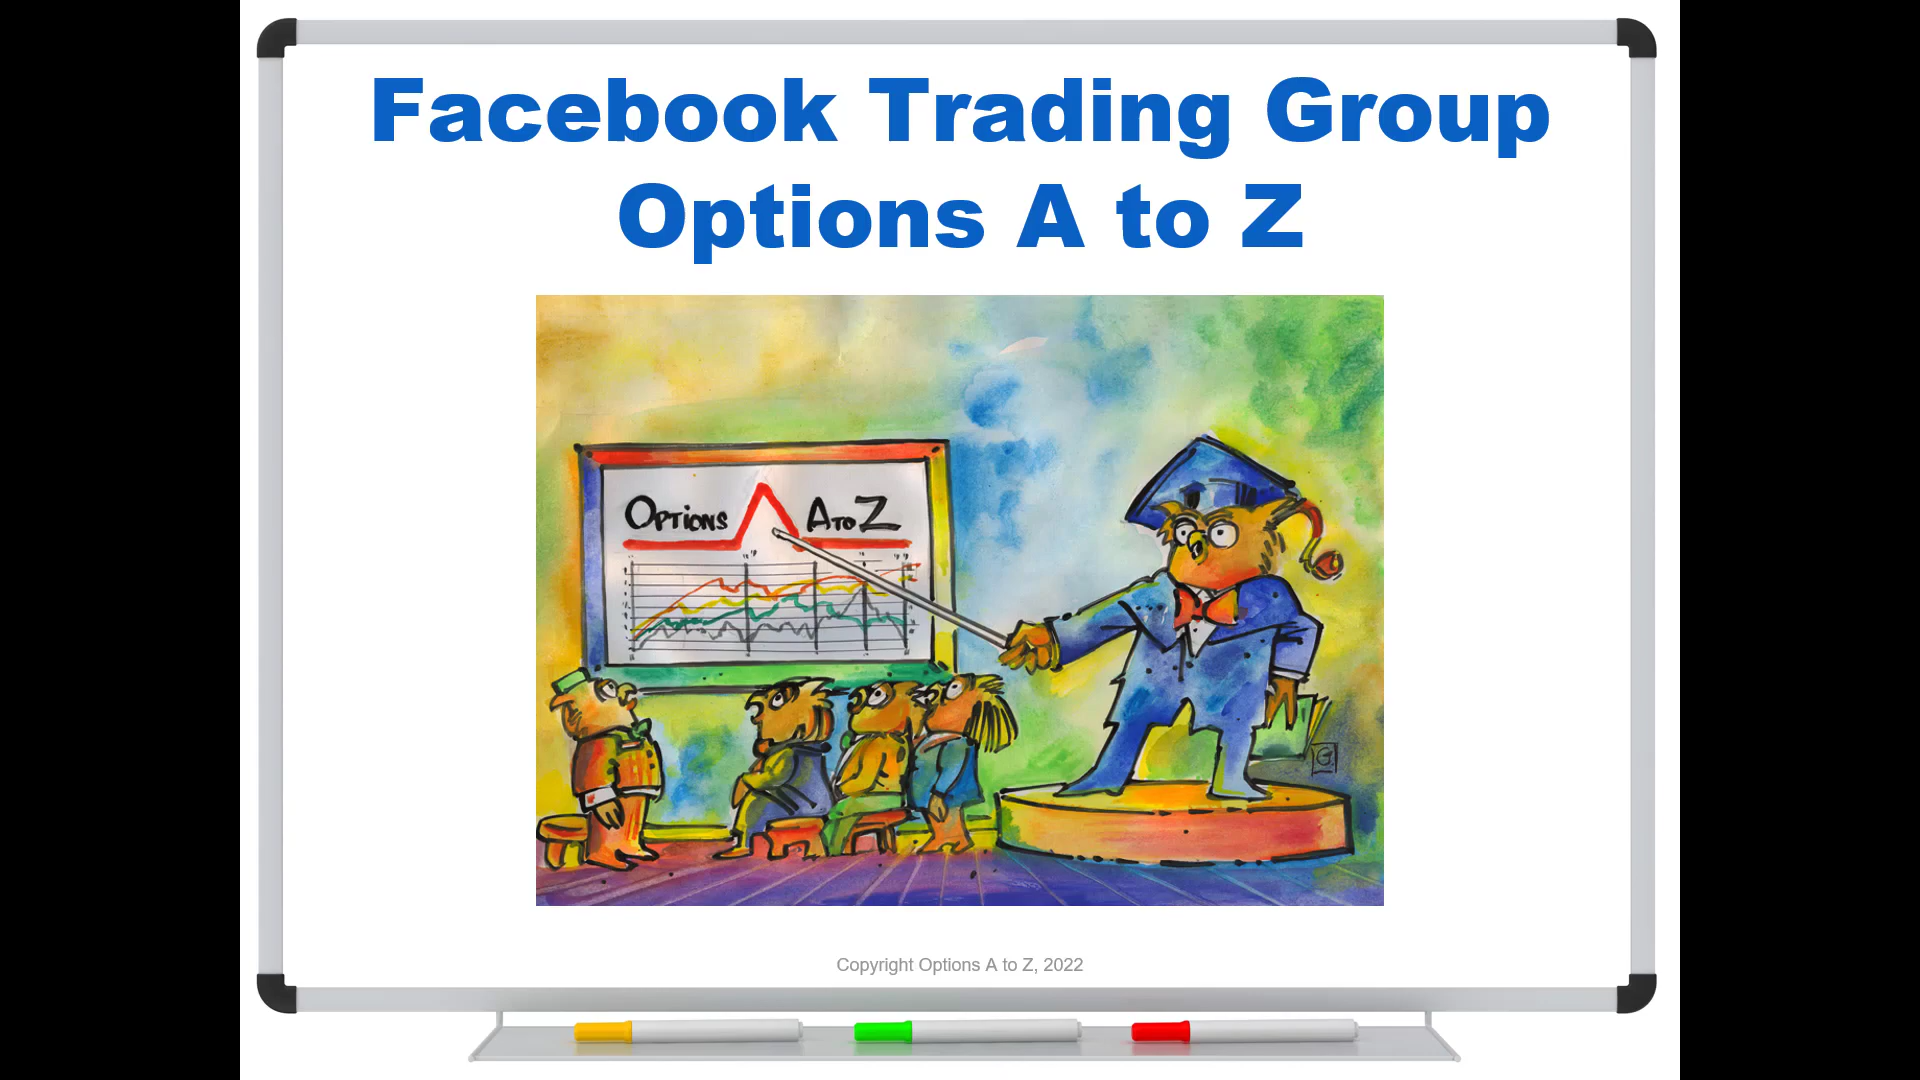 Facebook Trading Group
Options A to Z
OPTIONS A TO Z
G
Copyright Options A to Z, 2022